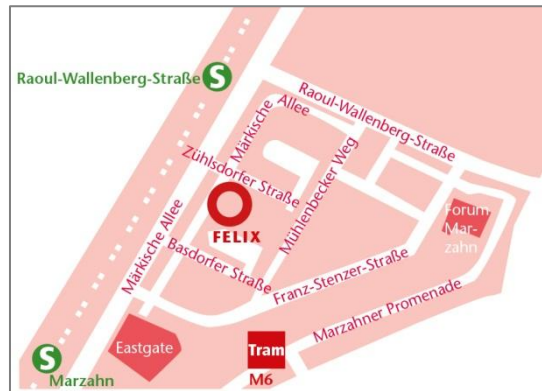 Raoul-Wallenberg-Straße
S
Raoul-Wallenberg-Straße
Märkische
Allee
Zühlsdorfer Straße
Mühlenbecker Weg
FELIX
Märkische Allee
Basdorfer Straße
Forum
Mar-
zahn
Franz-Stenzer-Straße
Marzahner Promenade
Eastgate
Tram
M6
S
Marzahn